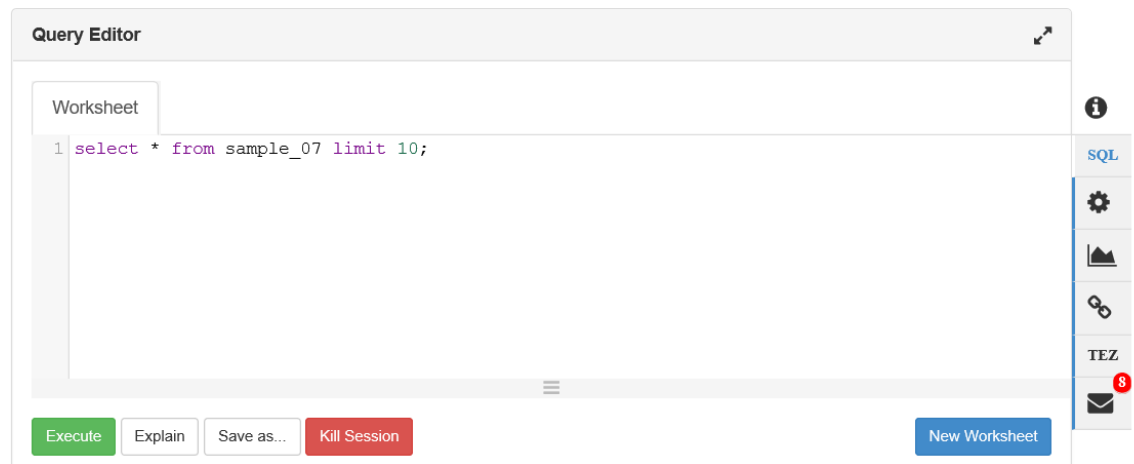 Query Editor
Worksheet
1 select * from sample_07 limit 10;
SQL
TEZ
8
Execute Explain Save as... Kill Session New Worksheet